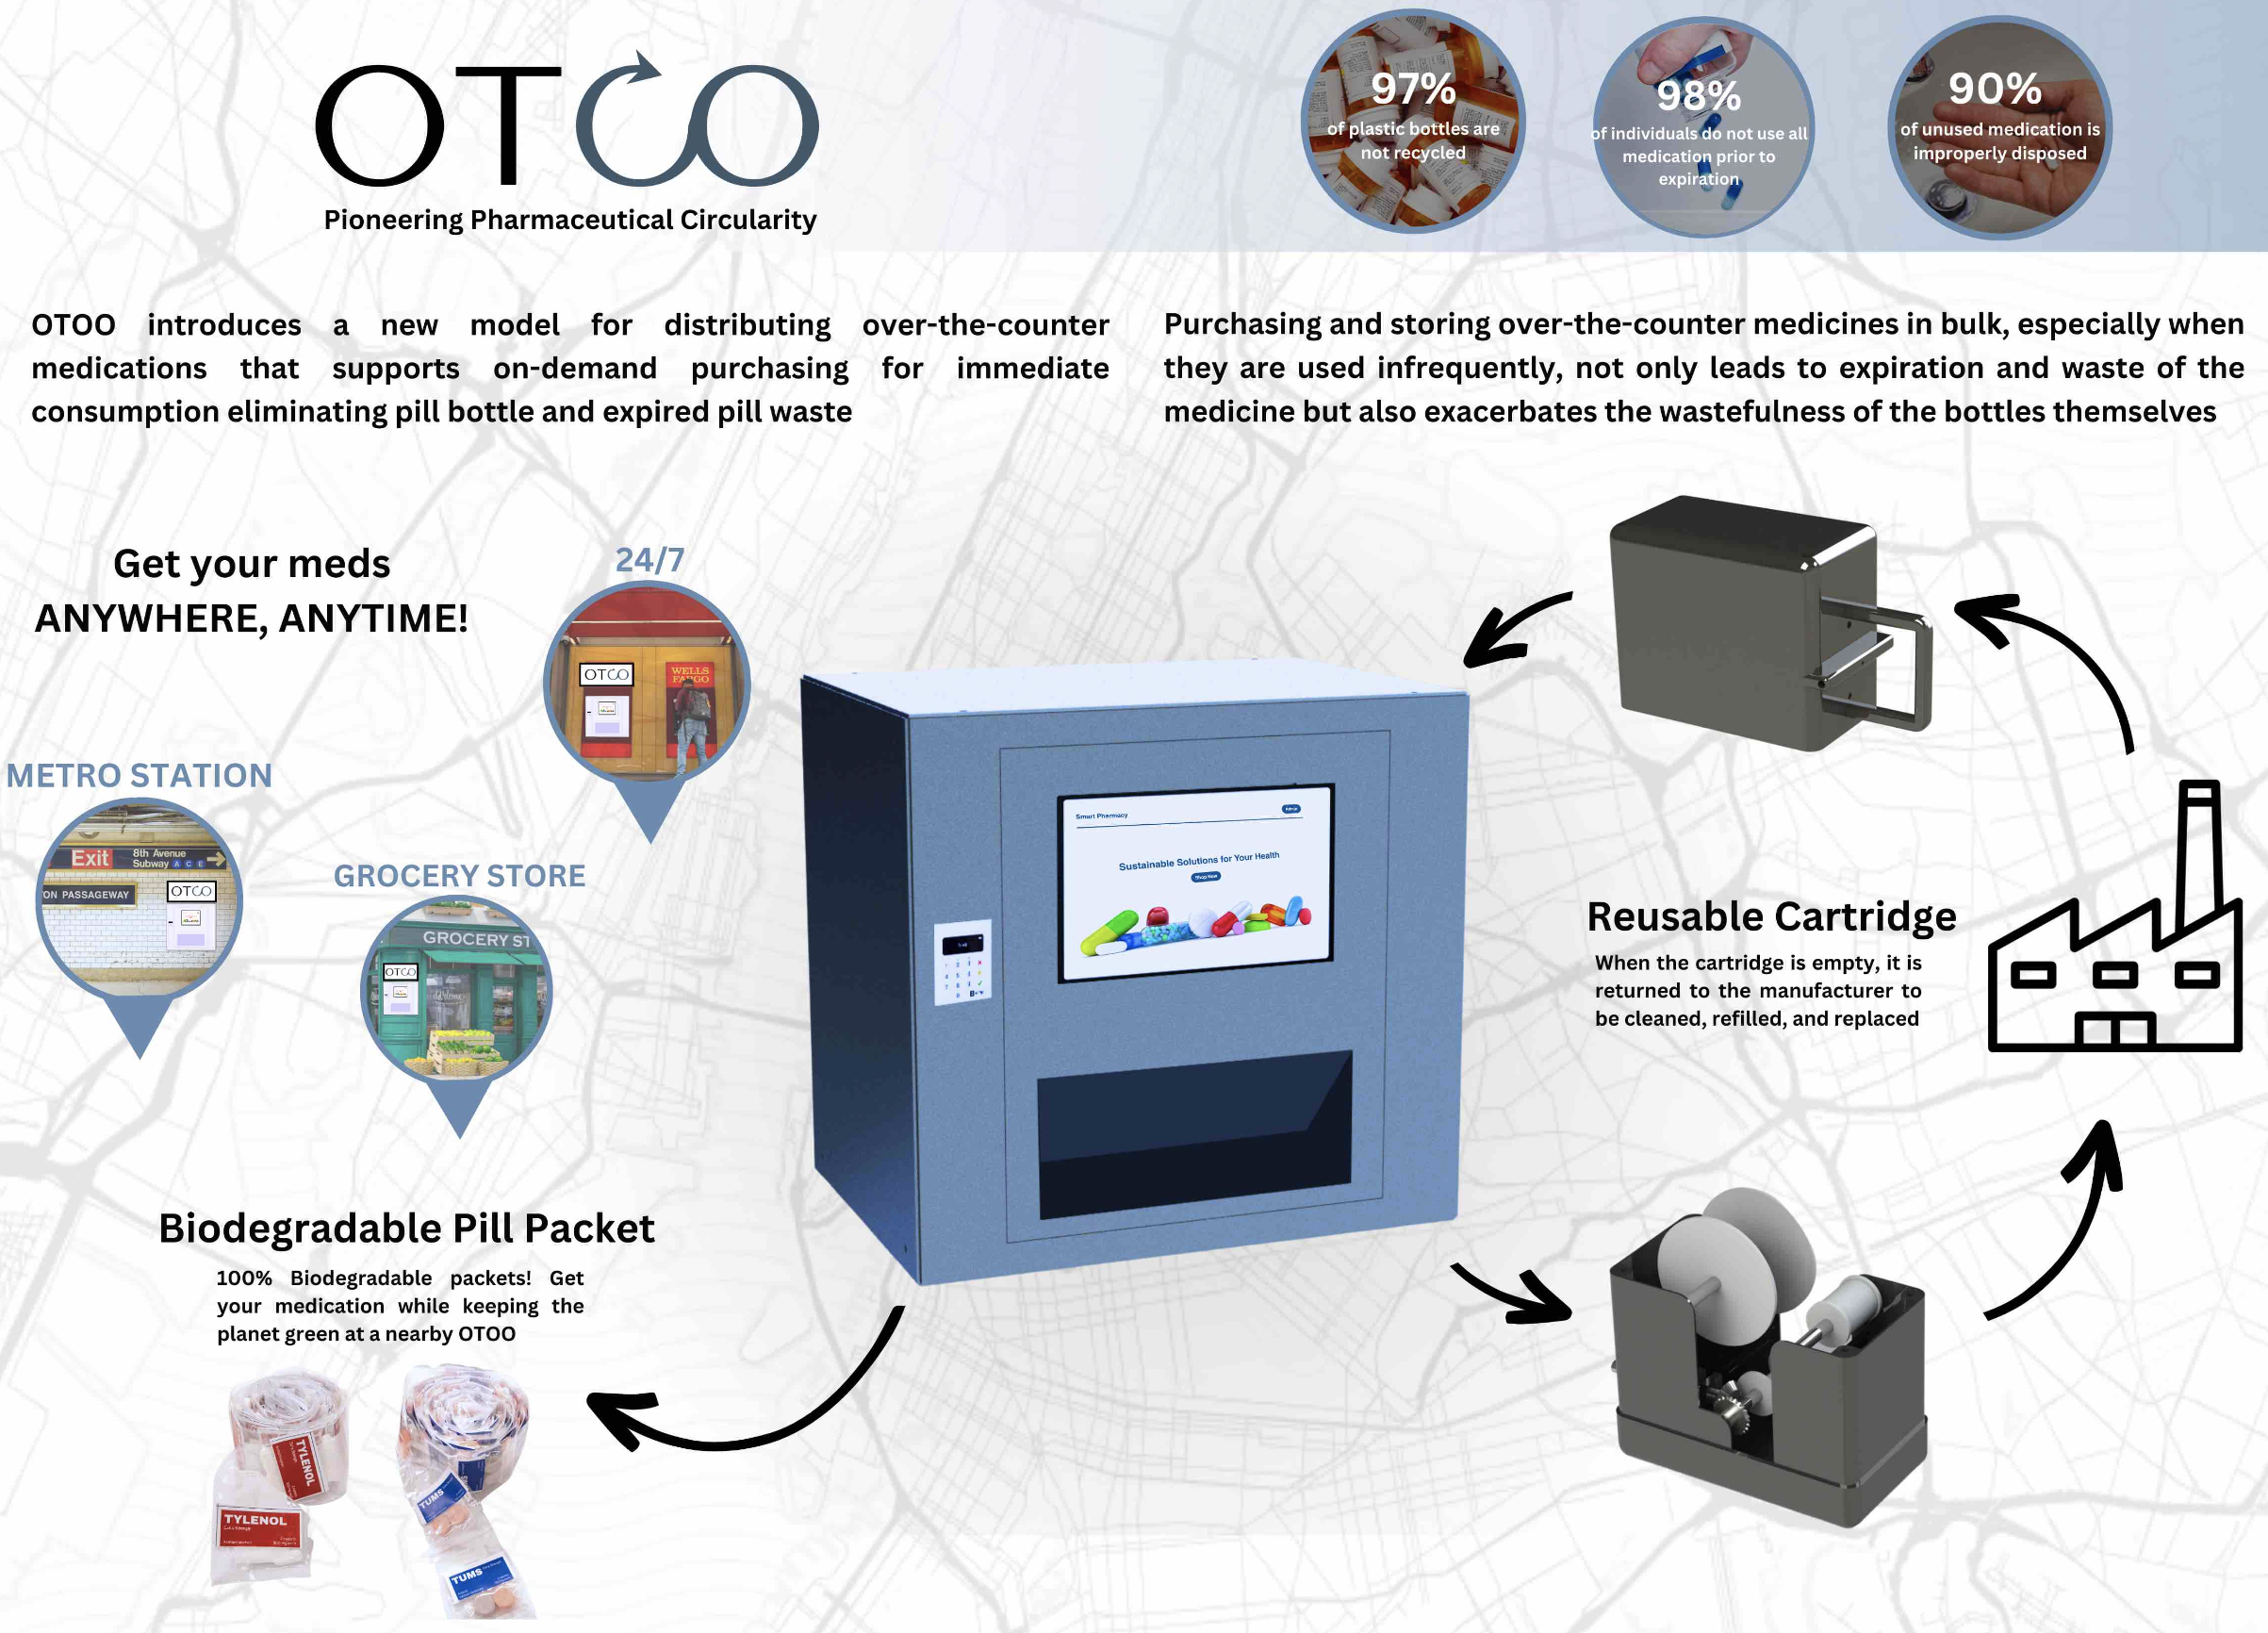 OTOO
Pioneering Pharmaceutical Circularity
97%
of plastic bottles are
not recycled
98%
of individuals do not use all
medication prior to
expiration
90%
of unused medication is
improperly disposed
OTOO introduces a new model for distributing over-the-counter
medications that supports on-demand purchasing for immediate
consumption eliminating pill bottle and expired pill waste
Purchasing and storing over-the-counter medicines in bulk, especially when
they are used infrequently, not only leads to expiration and waste of the
medicine but also exacerbates the wastefulness of the bottles themselves
Get your meds
ANYWHERE, ANYTIME!
24/7
OTOO
WELLS
FARGO
METRO STATION
Exit
8th Avenue
Subway A C E
ON PASSAGEWAY
OTOO
GROCERY STORE
GROCERY ST
OTOO
Welcome
Smart Pharmacy
Sustainable Solutions for Your Health
Shop Now
Reusable Cartridge
When the cartridge is empty, it is
returned to the manufacturer to
be cleaned, refilled, and replaced
Biodegradable Pill Packet
100% Biodegradable packets! Get
your medication while keeping the
planet green at a nearby OTOO
TYLENOL
TYLENOL
TUMS
TUMS